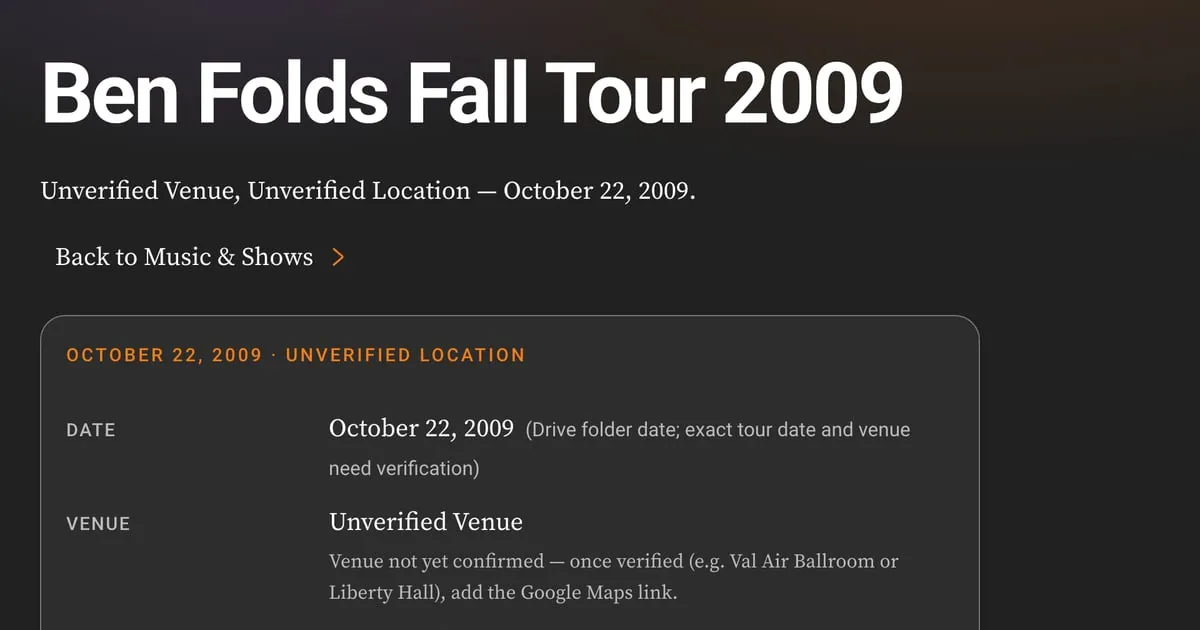 Ben Folds Fall Tour 2009
Unverified Venue, Unverified Location — October 22, 2009.
Back to Music & Shows
OCTOBER 22, 2009 · UNVERIFIED LOCATION
DATE
October 22, 2009 (Drive folder date; exact tour date and venue
need verification)
VENUE
Unverified Venue
Venue not yet confirmed — once verified (e.g. Val Air Ballroom or
Liberty Hall), add the Google Maps link.